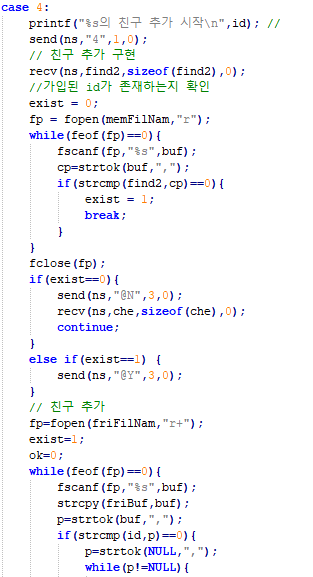 case 4:
printf("%s의 친구 추가 시작\n",id); //
send(ns,"4",1,0);
// 친구 추가 구현
recv(ns,find2,sizeof(find2),0);
//가입된 id가 존재하는지 확인
exist = 0;
fp = fopen(memFilNam,"r");
while(feof(fp)==0){
fscanf(fp,"%s",buf);
cp=strtok(buf,",");
if(strcmp(find2,cp)==0){
exist = 1;
break;
}
}
fclose(fp);
if(exist==0){
send(ns,"@N",3,0);
recv(ns,che,sizeof(che),0);
continue;
}
else if(exist==1) {
send(ns,"@Y",3,0);
}
// 친구 추가
fp=fopen(friFilNam,"r+");
exist=1;
ok=0;
while(feof(fp)==0){
fscanf(fp,"%s",buf);
strcpy(friBuf,buf);
p=strtok(buf,",");
if(strcmp(id,p)==0){
p=strtok(NULL,",");
while(p!=NULL){